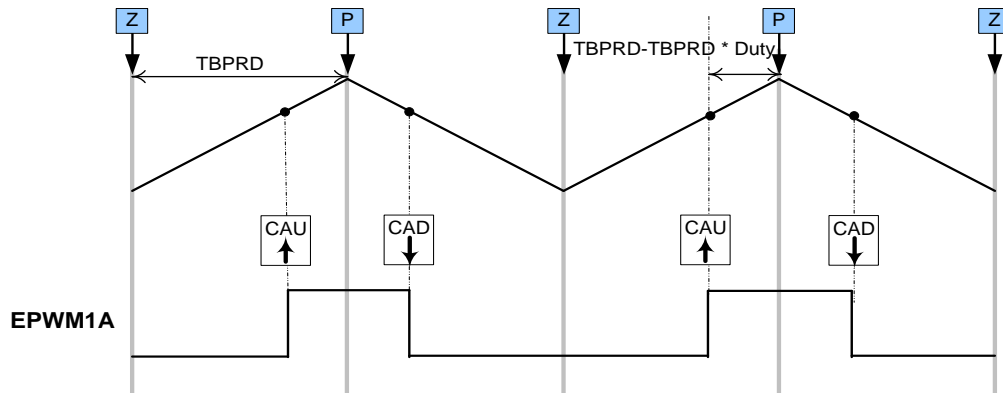 Z P Z P Z
TBPRD-TBPRD * Duty
TBPRD
CAU CAD CAU CAD
EPWM1A